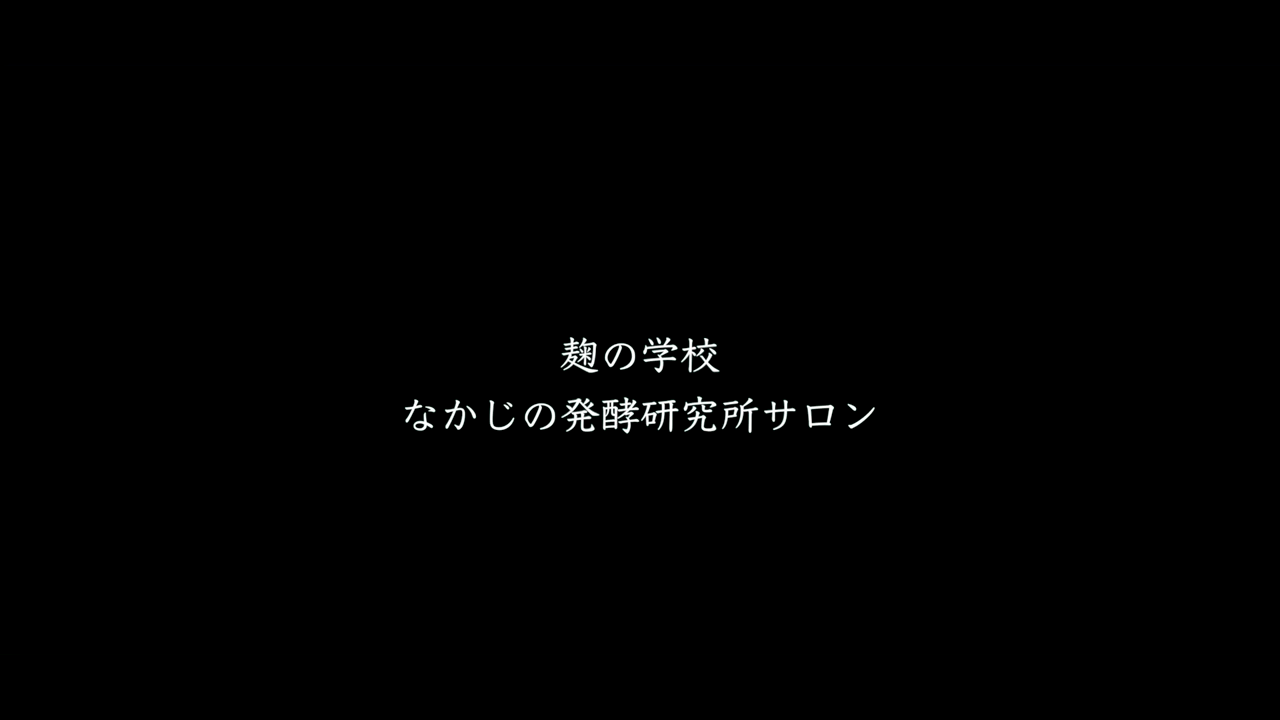 麹の学校
なかじの発酵研究所サロン